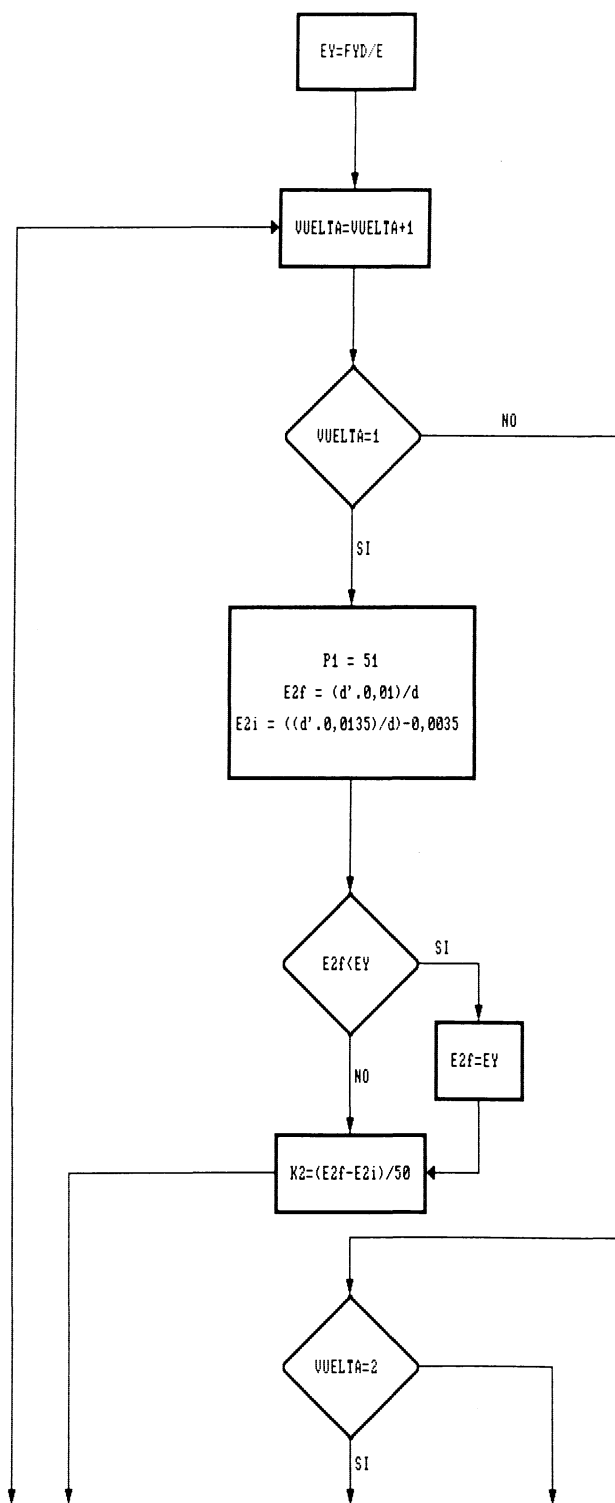 EY=FYD/E
VUELTA=VUELTA+1
VUELTA=1
NO
SI
P1 = 51
E2f = (d'.0,01)/d
E2i = ((d'.0,0135)/d)-0,0035
E2f<EY
SI
E2f=EY
NO
K2=(E2f-E2i)/50
VUELTA=2
SI